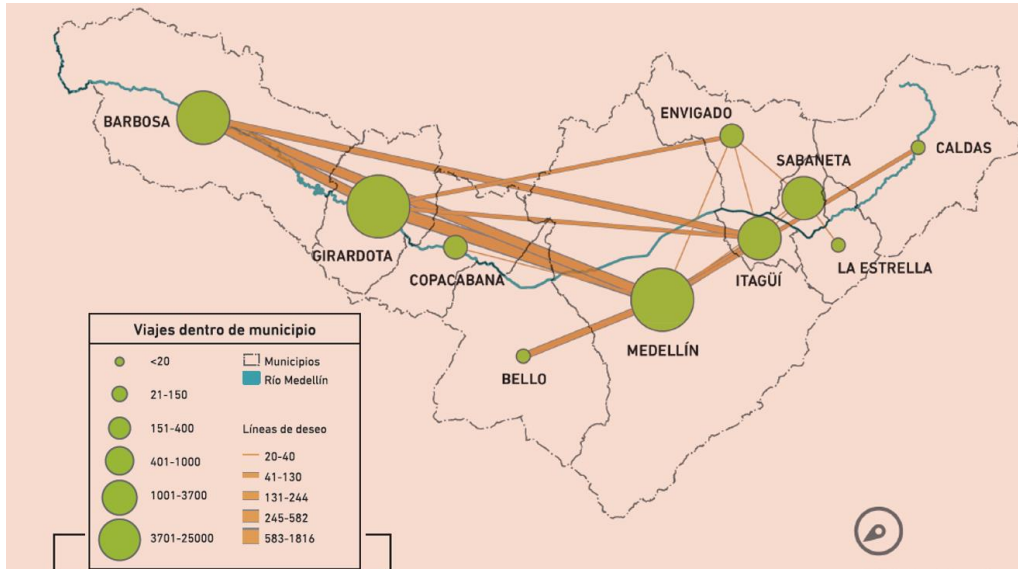 BARBOSA
GIRARDOTA
COPACABANA
ENVIGADO
SABANETA
CALDAS
ITAGÜÍ
LA ESTRELLA
MEDELLÍN
BELLO
Viajes dentro de municipio
<20
21-150
151-400
401-1000
1001-3700
3701-25000
Municipios
Río Medellín
Líneas de deseo
20-40
41-130
131-244
245-582
583-1816